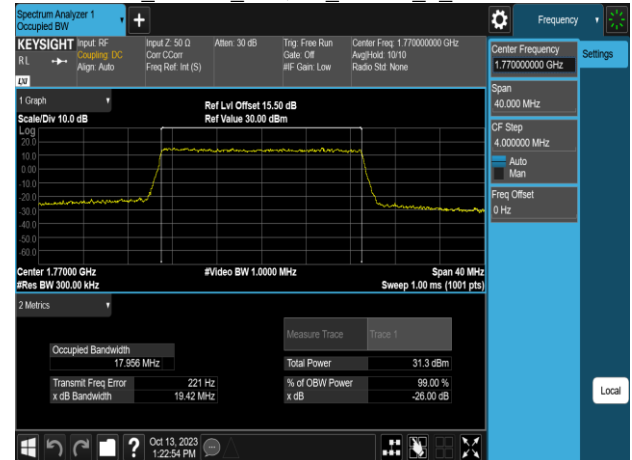 Spectrum Analyzer 1
Occupied BW
Frequency
KEYSIGHT
RL
LXI
Input: RF
Coupling: DC
Align: Auto
Input Z: 50 Ω
Corr CCorr
Freq Ref: Int (S)
Atten: 30 dB
Trig: Free Run
Gate: Off
#IF Gain: Low
Center Freq: 1.770000000 GHz
Avg|Hold: 10/10
Radio Std: None
Center Frequency
1.770000000 GHz
Settings
Span
40.000 MHz
CF Step
4.000000 MHz
Auto
Man
Freq Offset
0 Hz
Local
1 Graph
Scale/Div 10.0 dB
Ref Lvl Offset 15.50 dB
Ref Value 30.00 dBm
Log
20.0
10.0
0.00
-10.0
-20.0
-30.0
-40.0
-50.0
-60.0
Center 1.77000 GHz
#Video BW 1.0000 MHz
Span 40 MHz
#Res BW 300.00 kHz
Sweep 1.00 ms (1001 pts)
2 Metrics
Measure Trace
Trace 1
Occupied Bandwidth
17.956 MHz
Total Power
31.3 dBm
Transmit Freq Error
221 Hz
% of OBW Power
99.00 %
x dB Bandwidth
19.42 MHz
x dB
-26.00 dB
?
Oct 13, 2023
1:22:54 PM